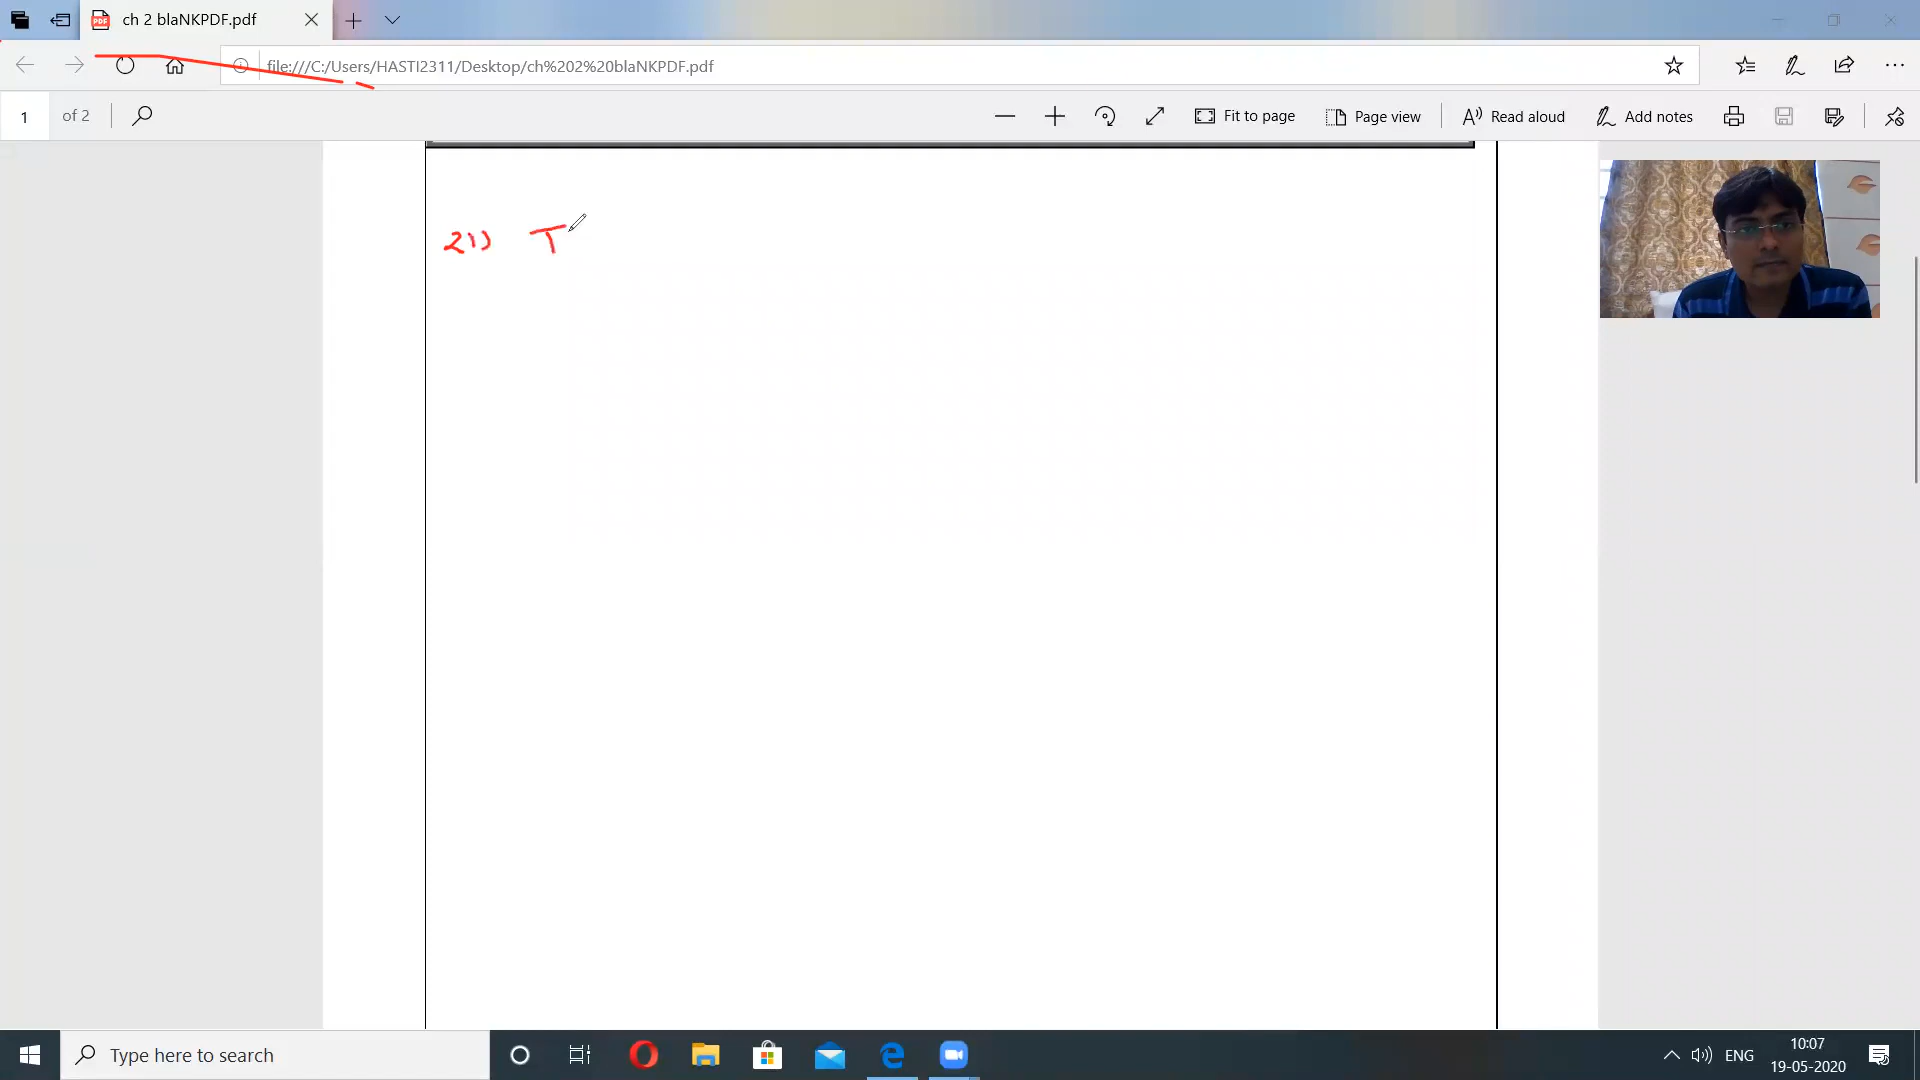 ch 2 blaNKPDF.pdf
file:///C:/Users/HASTI2311/Desktop/ch%202%20blaNKPDF.pdf
1 of 2 Fit to page Page view Read aloud Add notes
21) T
Type here to search ENG 10:07
19-05-2020